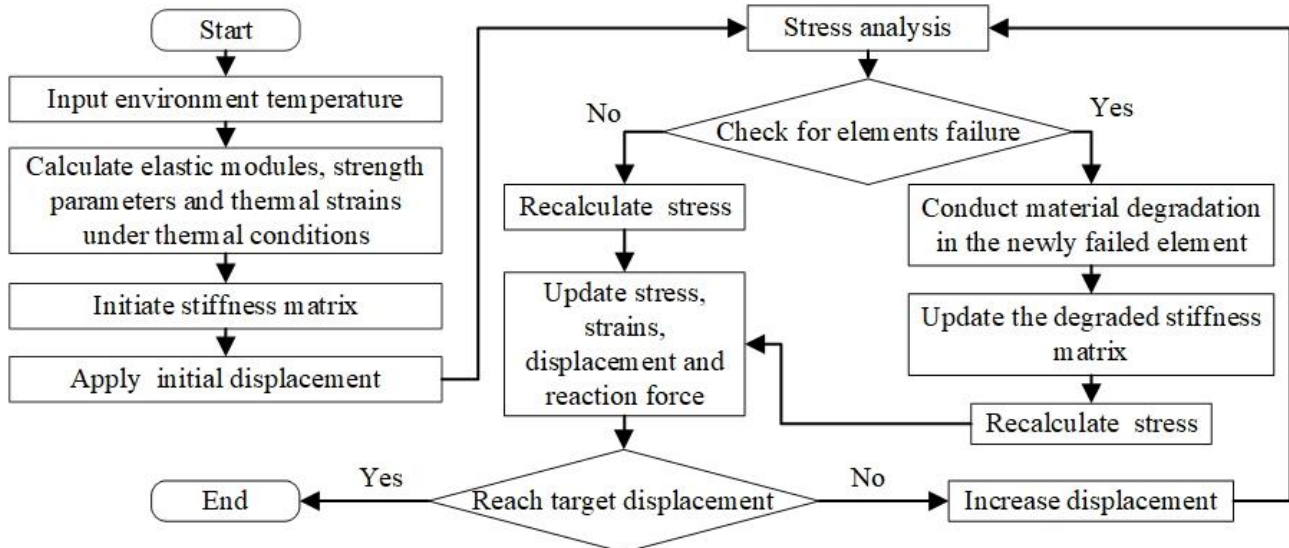 Start
Input environment temperature
Calculate elastic modules, strength
parameters and thermal strains
under thermal conditions
Initiate stiffness matrix
Apply initial displacement
Stress analysis
Check for elements failure
No
Yes
Recalculate stress
Conduct material degradation
in the newly failed element
Update the degraded stiffness
matrix
Recalculate stress
Update stress,
strains,
displacement and
reaction force
Reach target displacement
Yes
No
End
Increase displacement